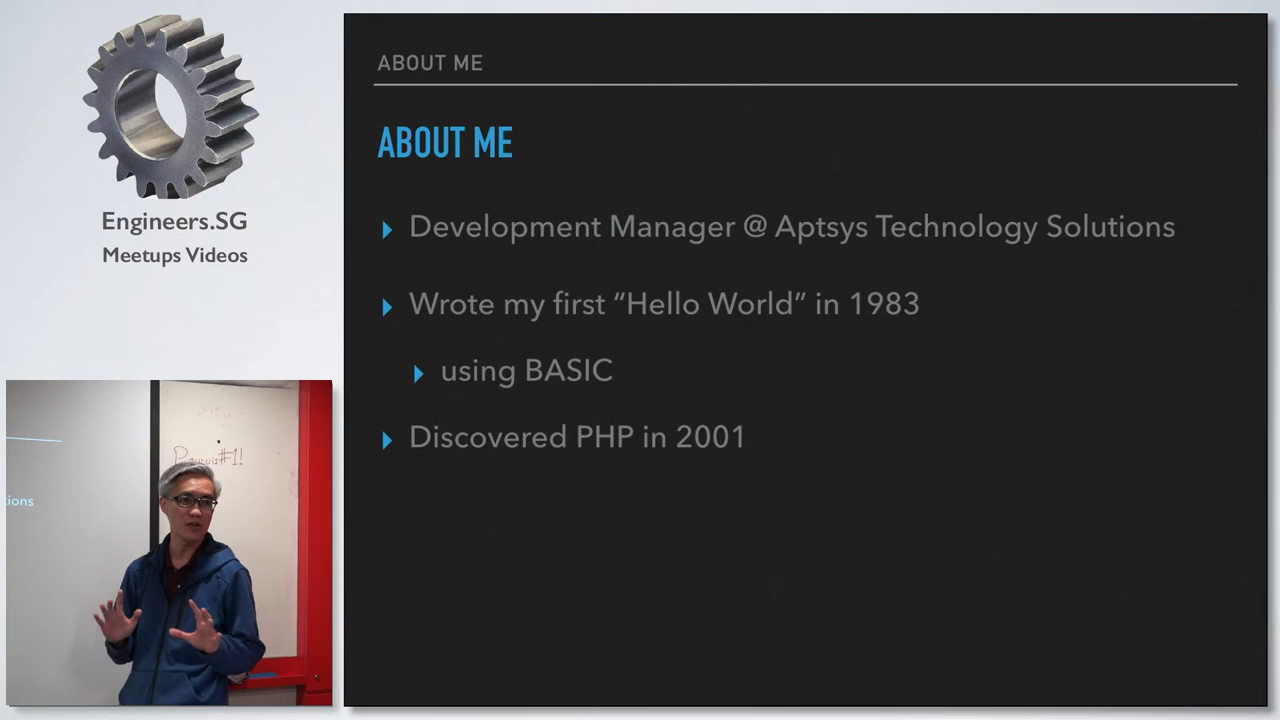 Engineers.SG
Meetups Videos
ABOUT ME
ABOUT ME
Development Manager @ Aptsys Technology Solutions
Wrote my first “Hello World” in 1983
using BASIC
Discovered PHP in 2001
tions